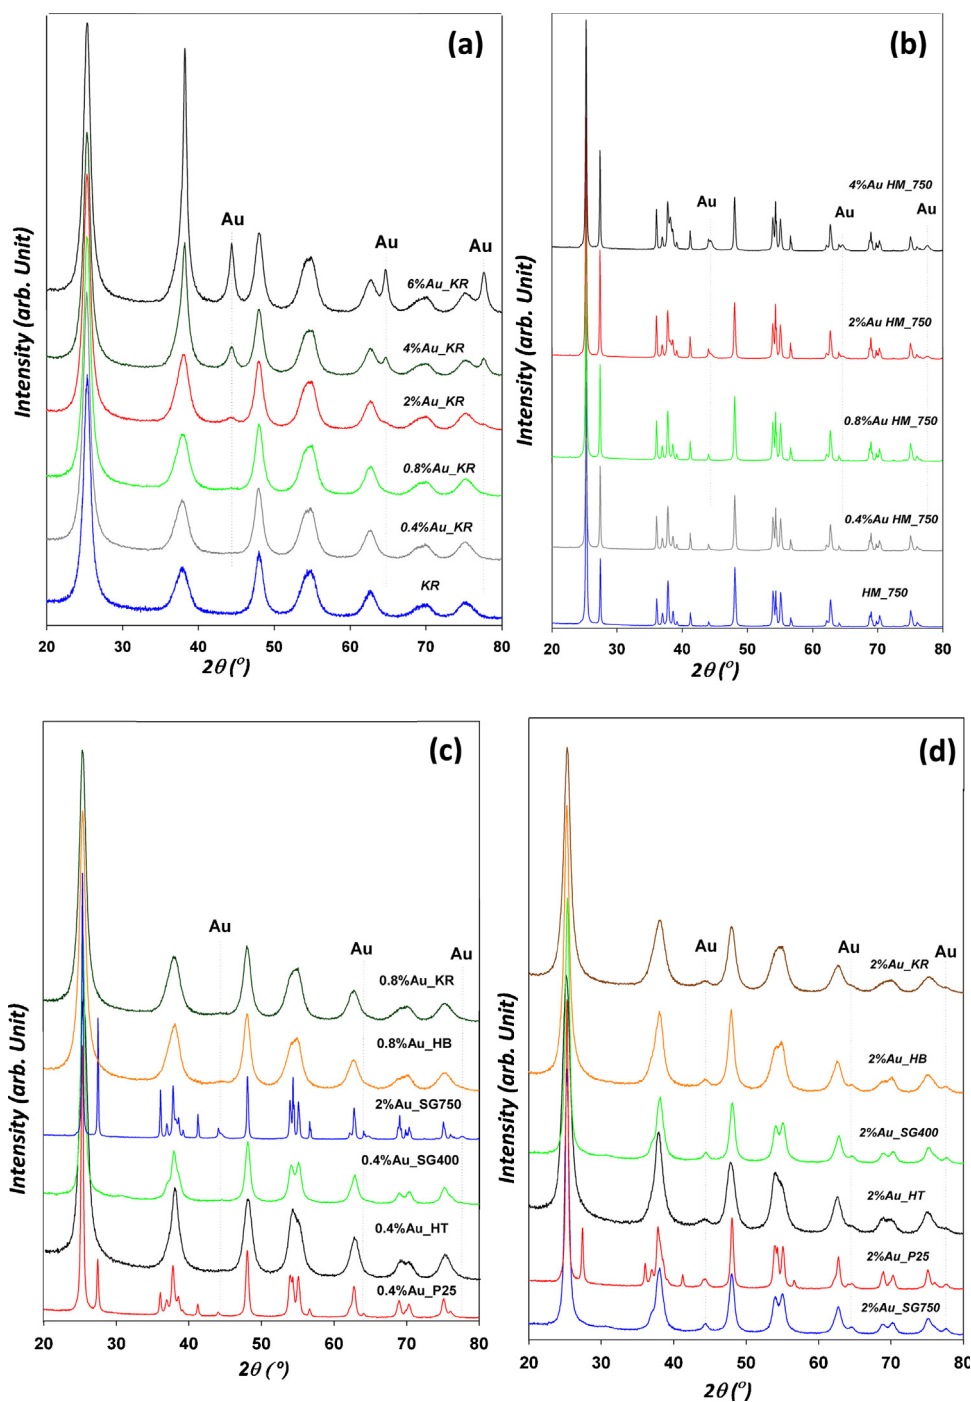 (a)
Au
Au
Au
6%Au_KR
4%Au_KR
2%Au_KR
0.8%Au_KR
0.4%Au_KR
KR
Intensity (arb. Unit)
20 30 40 50 60 70 80
2θ (°)
(b)
4%Au HM_750
Au
Au
Au
2%Au HM_750
0.8%Au HM_750
0.4%Au HM_750
HM_750
Intensity (arb. Unit)
20 30 40 50 60 70 80
2θ (°)
(c)
Au
Au
Au
0.8%Au_KR
0.8%Au_HB
2%Au_SG750
0.4%Au_SG400
0.4%Au_HT
0.4%Au_P25
Intensity (arb. Unit)
20 30 40 50 60 70 80
2θ (°)
(d)
Au
Au
Au
2%Au_KR
2%Au_HB
2%Au_SG400
2%Au_HT
2%Au_P25
2%Au_SG750
Intensity (arb. Unit)
20 30 40 50 60 70 80
2θ (°)